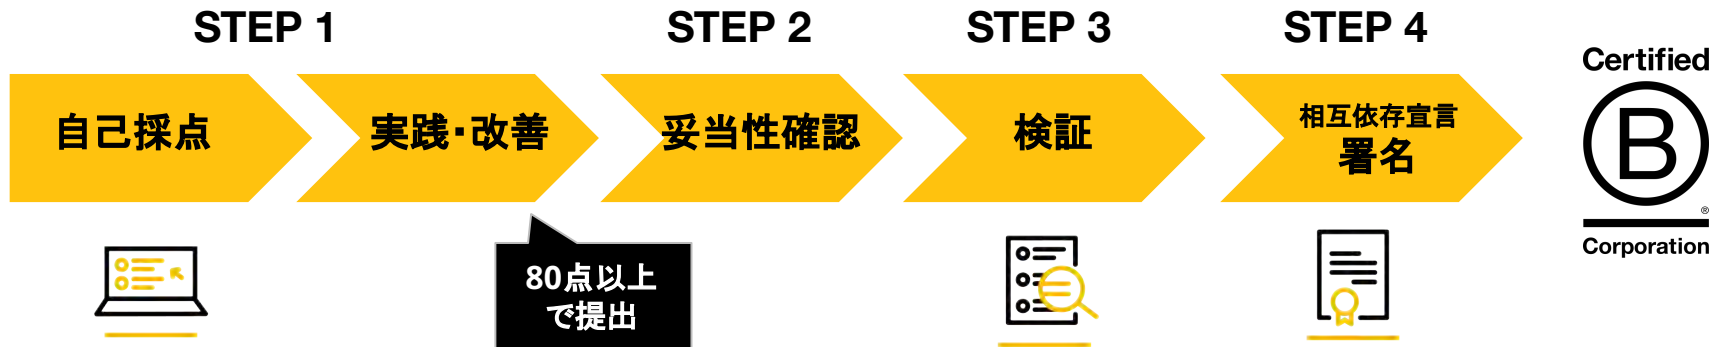 STEP 1
STEP 2
STEP 3
STEP 4
自己採点
実践・改善
妥当性確認
検証
相互依存宣言
署名
80点以上
で提出
Certified
B
®
Corporation